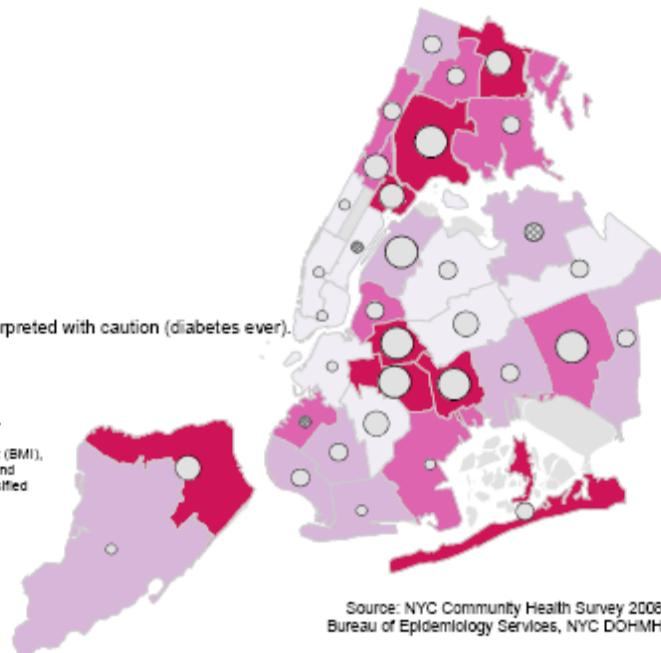 rpreted with caution (diabetes ever).
(BMI),
nd
sified
Source: NYC Community Health Survey 2008
Bureau of Epidemiology Services, NYC DOHMH